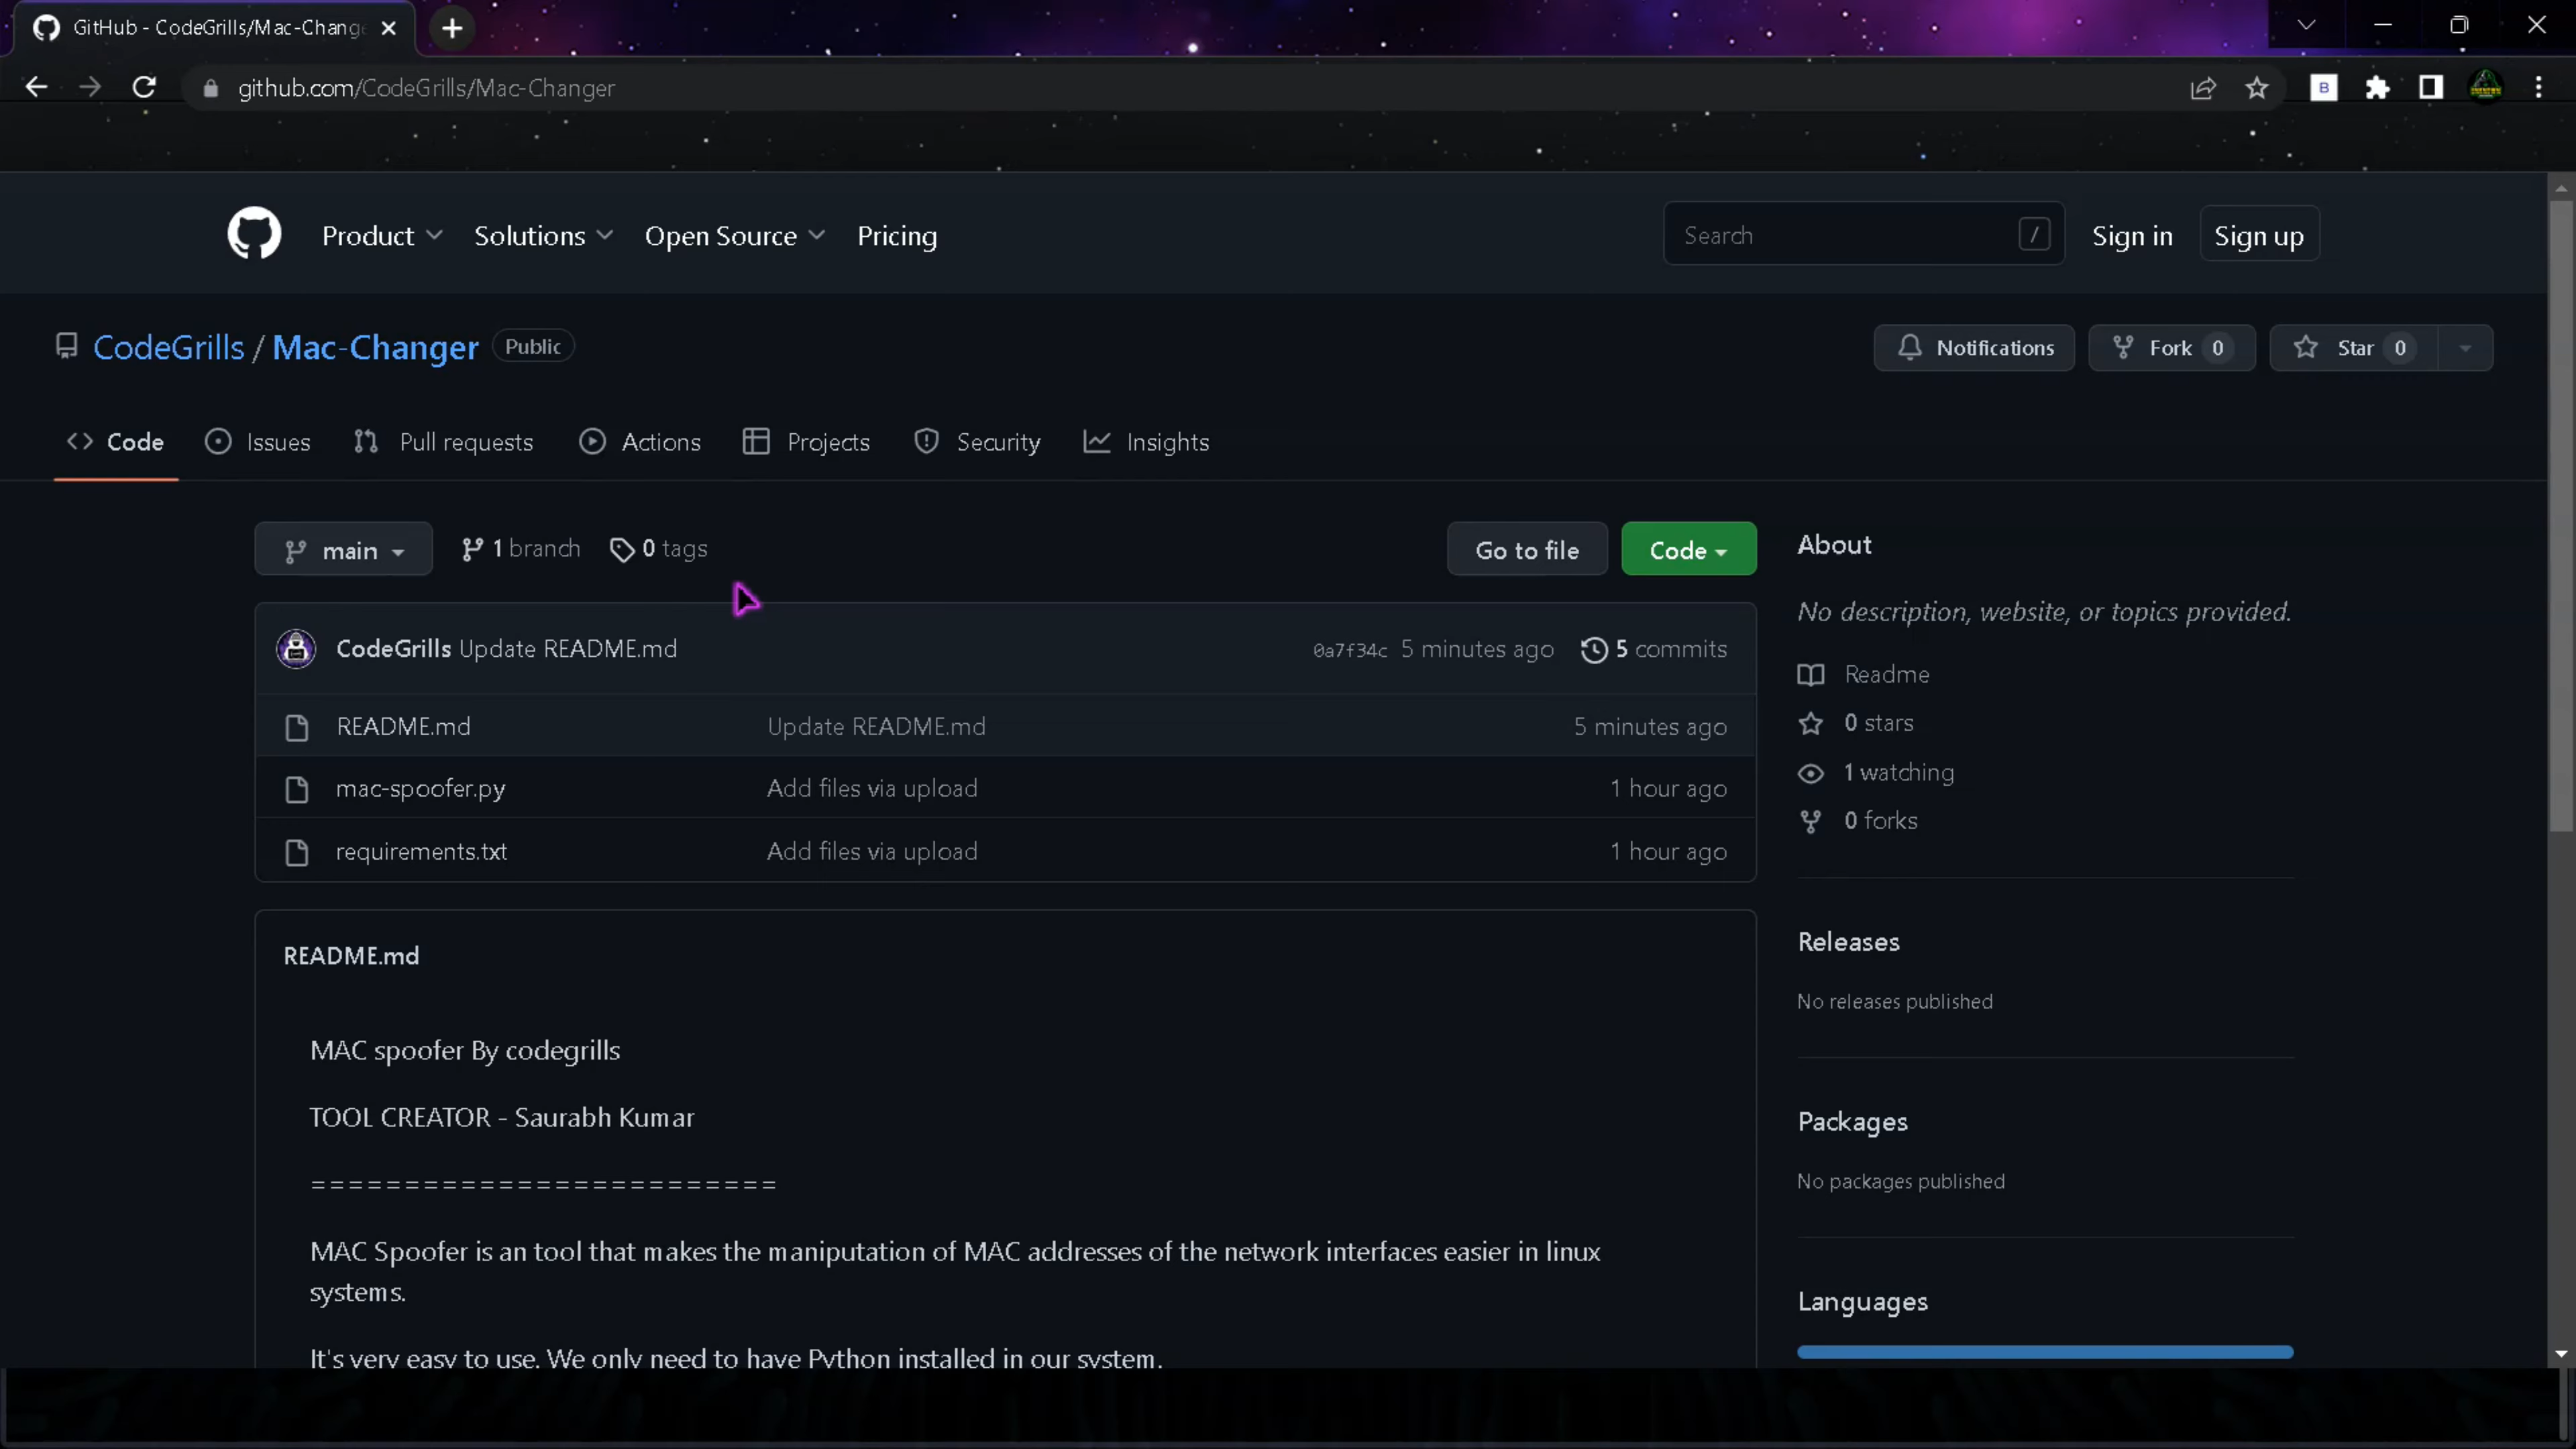 GitHub - CodeGrills/Mac-Change
github.com/CodeGrills/Mac-Changer
B
Product Solutions Open Source Pricing
Search /
Sign in Sign up
CodeGrills / Mac-Changer Public
Notifications Fork 0 Star 0
Code Issues Pull requests Actions Projects Security Insights
main 1 branch 0 tags Go to file Code
CodeGrills Update README.md 0a7f34c 5 minutes ago 5 commits
README.md Update README.md 5 minutes ago
mac-spoofer.py Add files via upload 1 hour ago
requirements.txt Add files via upload 1 hour ago
README.md
MAC spoofer By codegrills
TOOL CREATOR - Saurabh Kumar
=========================
MAC Spoofer is an tool that makes the maniputation of MAC addresses of the network interfaces easier in linux
systems.
It's very easy to use. We only need to have Python installed in our system.
About
No description, website, or topics provided.
Readme
0 stars
1 watching
0 forks
Releases
No releases published
Packages
No packages published
Languages